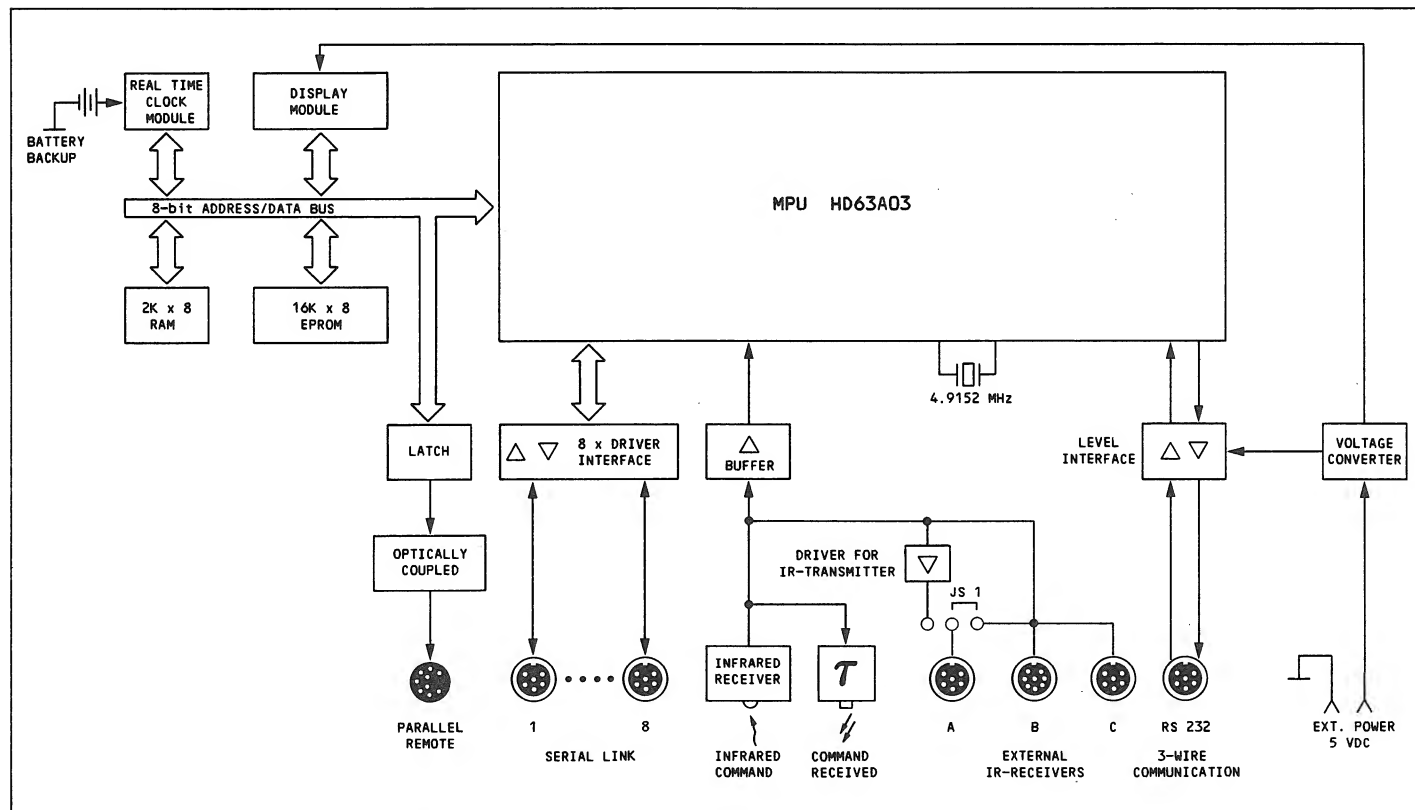 REAL TIME
CLOCK
MODULE
DISPLAY
MODULE
BATTERY
BACKUP
8-bit ADDRESS/DATA BUS
MPU HD63A03
2K x 8
RAM
16K x 8
EPROM
4.9152 MHz
LATCH
8 x DRIVER
INTERFACE
BUFFER
LEVEL
INTERFACE
VOLTAGE
CONVERTER
OPTICALLY
COUPLED
DRIVER FOR
IR-TRANSMITTER
JS 1
INFRARED
RECEIVER
τ
PARALLEL
REMOTE
1
8
SERIAL LINK
INFRARED
COMMAND
COMMAND
RECEIVED
A
B
C
EXTERNAL
IR-RECEIVERS
RS 232
3-WIRE
COMMUNICATION
EXT. POWER
5 VDC